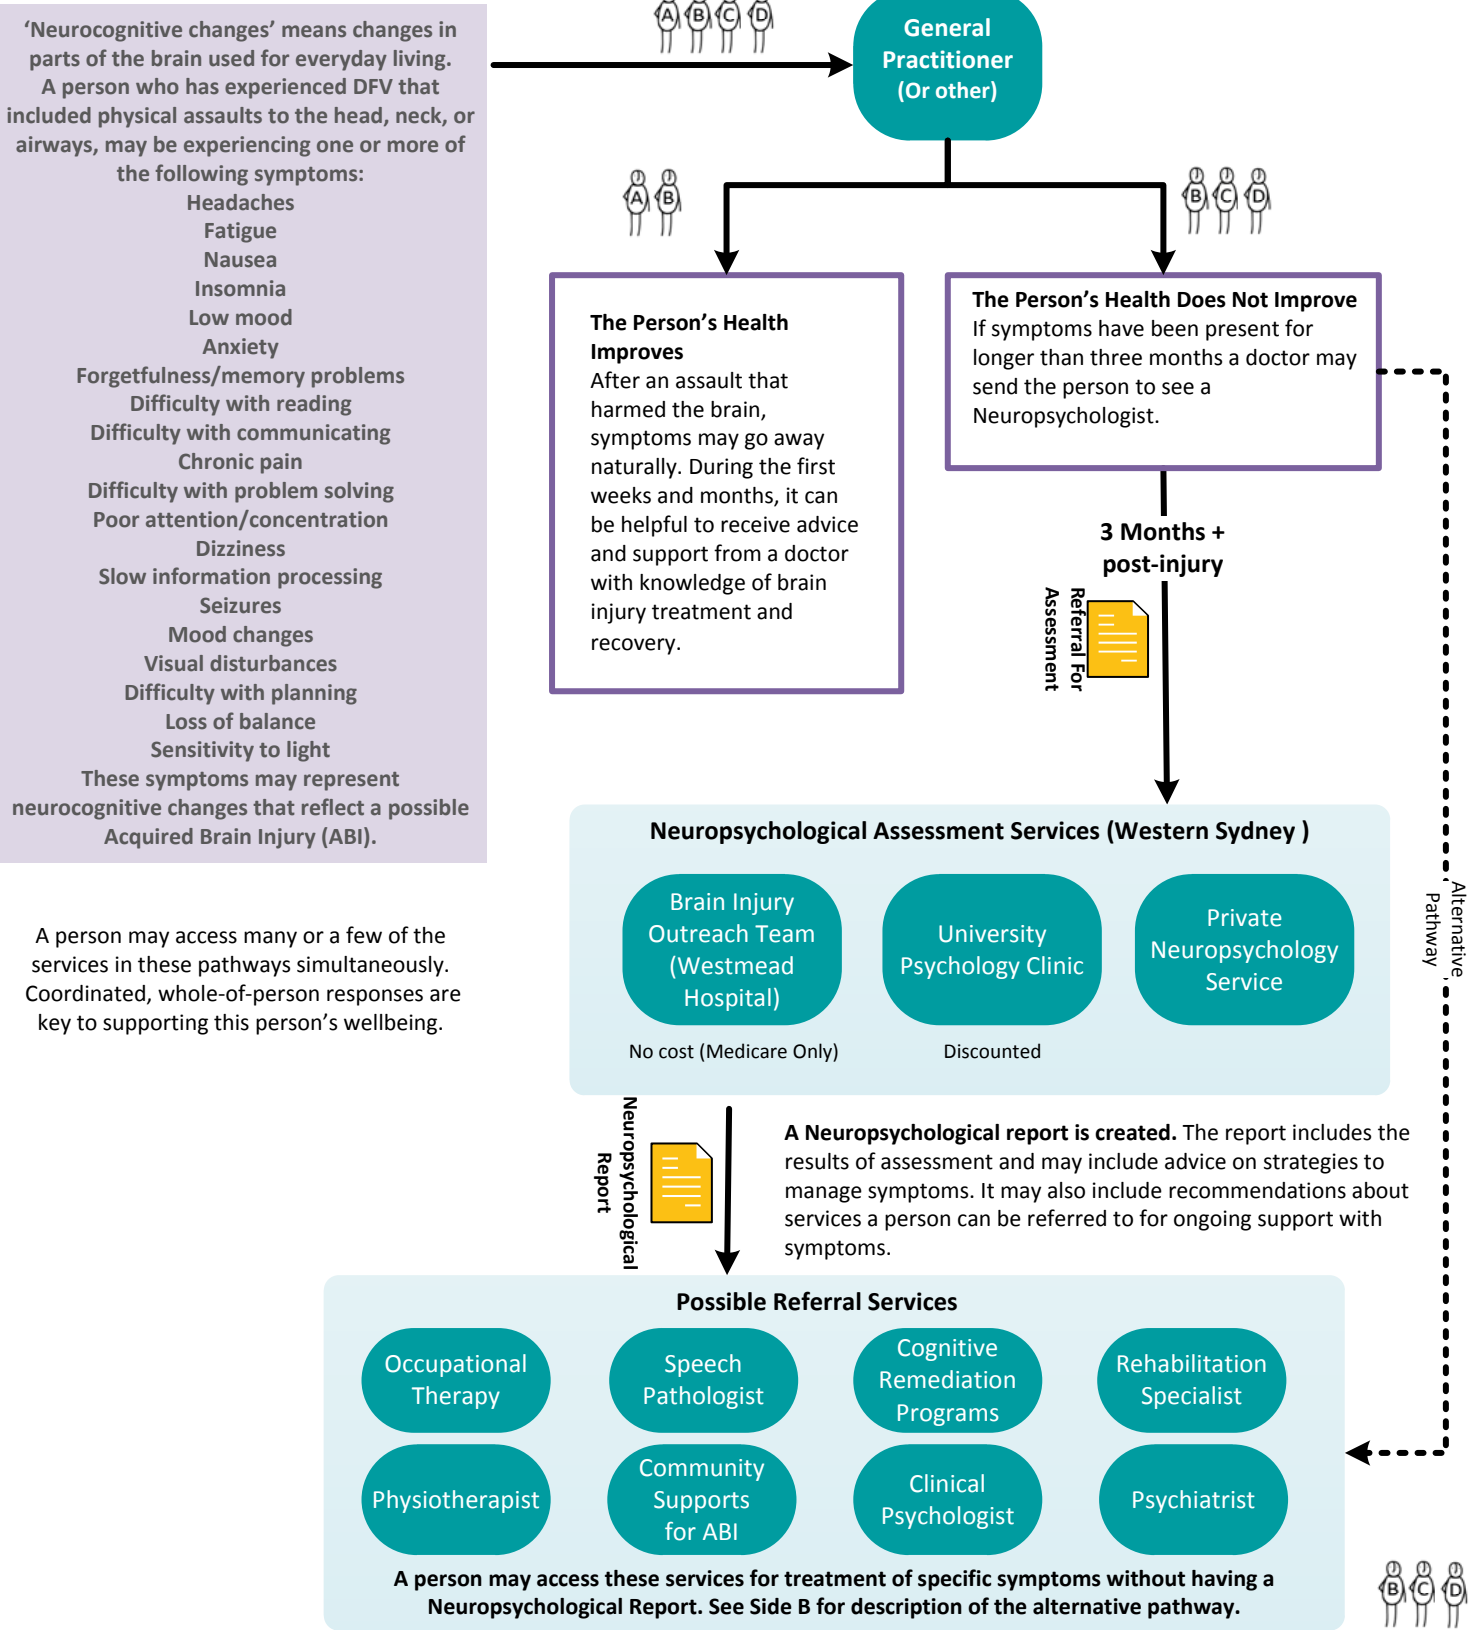 ‘Neurocognitive changes’ means changes in
parts of the brain used for everyday living.
A person who has experienced DFV that
included physical assaults to the head, neck, or
airways, may be experiencing one or more of
the following symptoms:
Headaches
Fatigue
Nausea
Insomnia
Low mood
Anxiety
Forgetfulness/memory problems
Difficulty with reading
Difficulty with communicating
Chronic pain
Difficulty with problem solving
Poor attention/concentration
Dizziness
Slow information processing
Seizures
Mood changes
Visual disturbances
Difficulty with planning
Loss of balance
Sensitivity to light
These symptoms may represent
neurocognitive changes that reflect a possible
Acquired Brain Injury (ABI).
A person may access many or a few of the
services in these pathways simultaneously.
Coordinated, whole-of-person responses are
key to supporting this person’s wellbeing.
A B C D
General
Practitioner
(Or other)
A B
B C D
The Person’s Health
Improves
After an assault that
harmed the brain,
symptoms may go away
naturally. During the first
weeks and months, it can
be helpful to receive advice
and support from a doctor
with knowledge of brain
injury treatment and
recovery.
The Person’s Health Does Not Improve
If symptoms have been present for
longer than three months a doctor may
send the person to see a
Neuropsychologist.
3 Months +
post-injury
Referral For
Assessment
Alternative
Pathway
Neuropsychological Assessment Services (Western Sydney )
Brain Injury
Outreach Team
(Westmead
Hospital)
University
Psychology Clinic
Private
Neuropsychology
Service
No cost (Medicare Only)
Discounted
Neuropsychological
Report
A Neuropsychological report is created. The report includes the
results of assessment and may include advice on strategies to
manage symptoms. It may also include recommendations about
services a person can be referred to for ongoing support with
symptoms.
Possible Referral Services
Occupational
Therapy
Speech
Pathologist
Cognitive
Remediation
Programs
Rehabilitation
Specialist
Physiotherapist
Community
Supports
for ABI
Clinical
Psychologist
Psychiatrist
A person may access these services for treatment of specific symptoms without having a
Neuropsychological Report. See Side B for description of the alternative pathway.
B C D